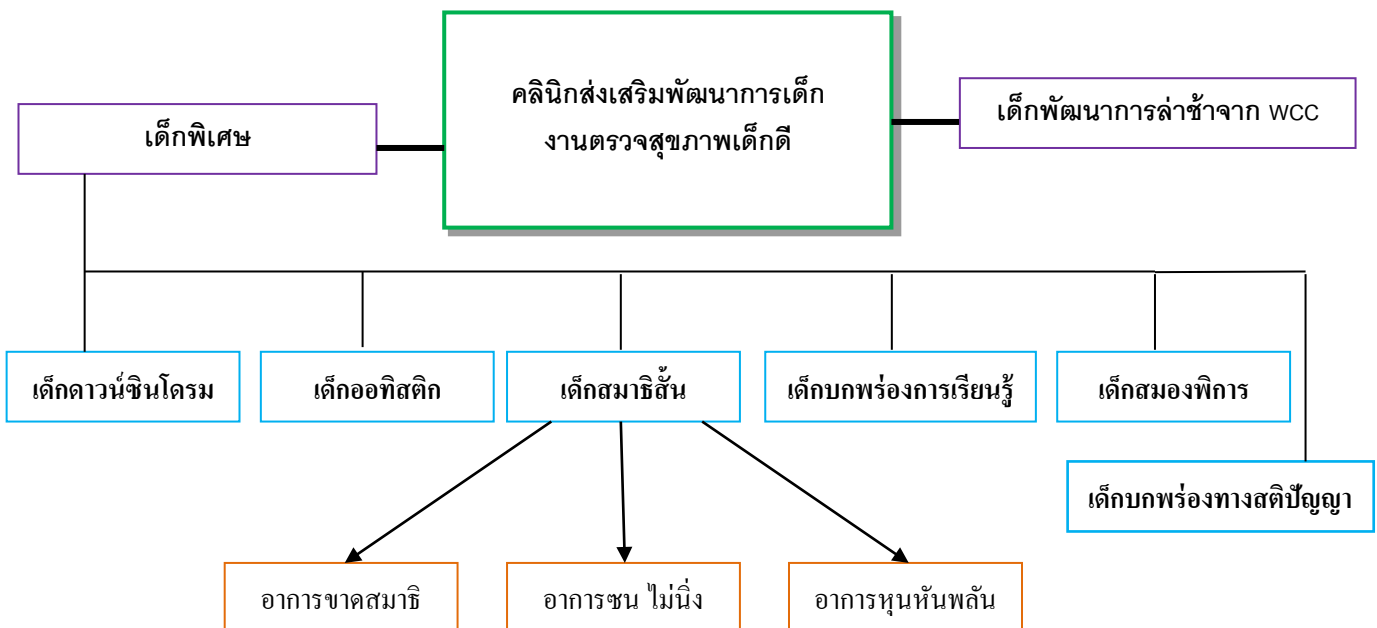 คลินิกส่งเสริมพัฒนาการเด็ก
งานตรวจสุขภาพเด็กดี
เด็กพิเศษ
เด็กพัฒนาการล่าช้าจาก WCC
เด็กดาวน์ซินโดรม
เด็กออทิสติก
เด็กสมาธิสั้น
เด็กบกพร่องการเรียนรู้
เด็กสมองพิการ
เด็กบกพร่องทางสติปัญญา
อาการขาดสมาธิ
อาการซน ไม่นิ่ง
อาการหุนหันพลัน